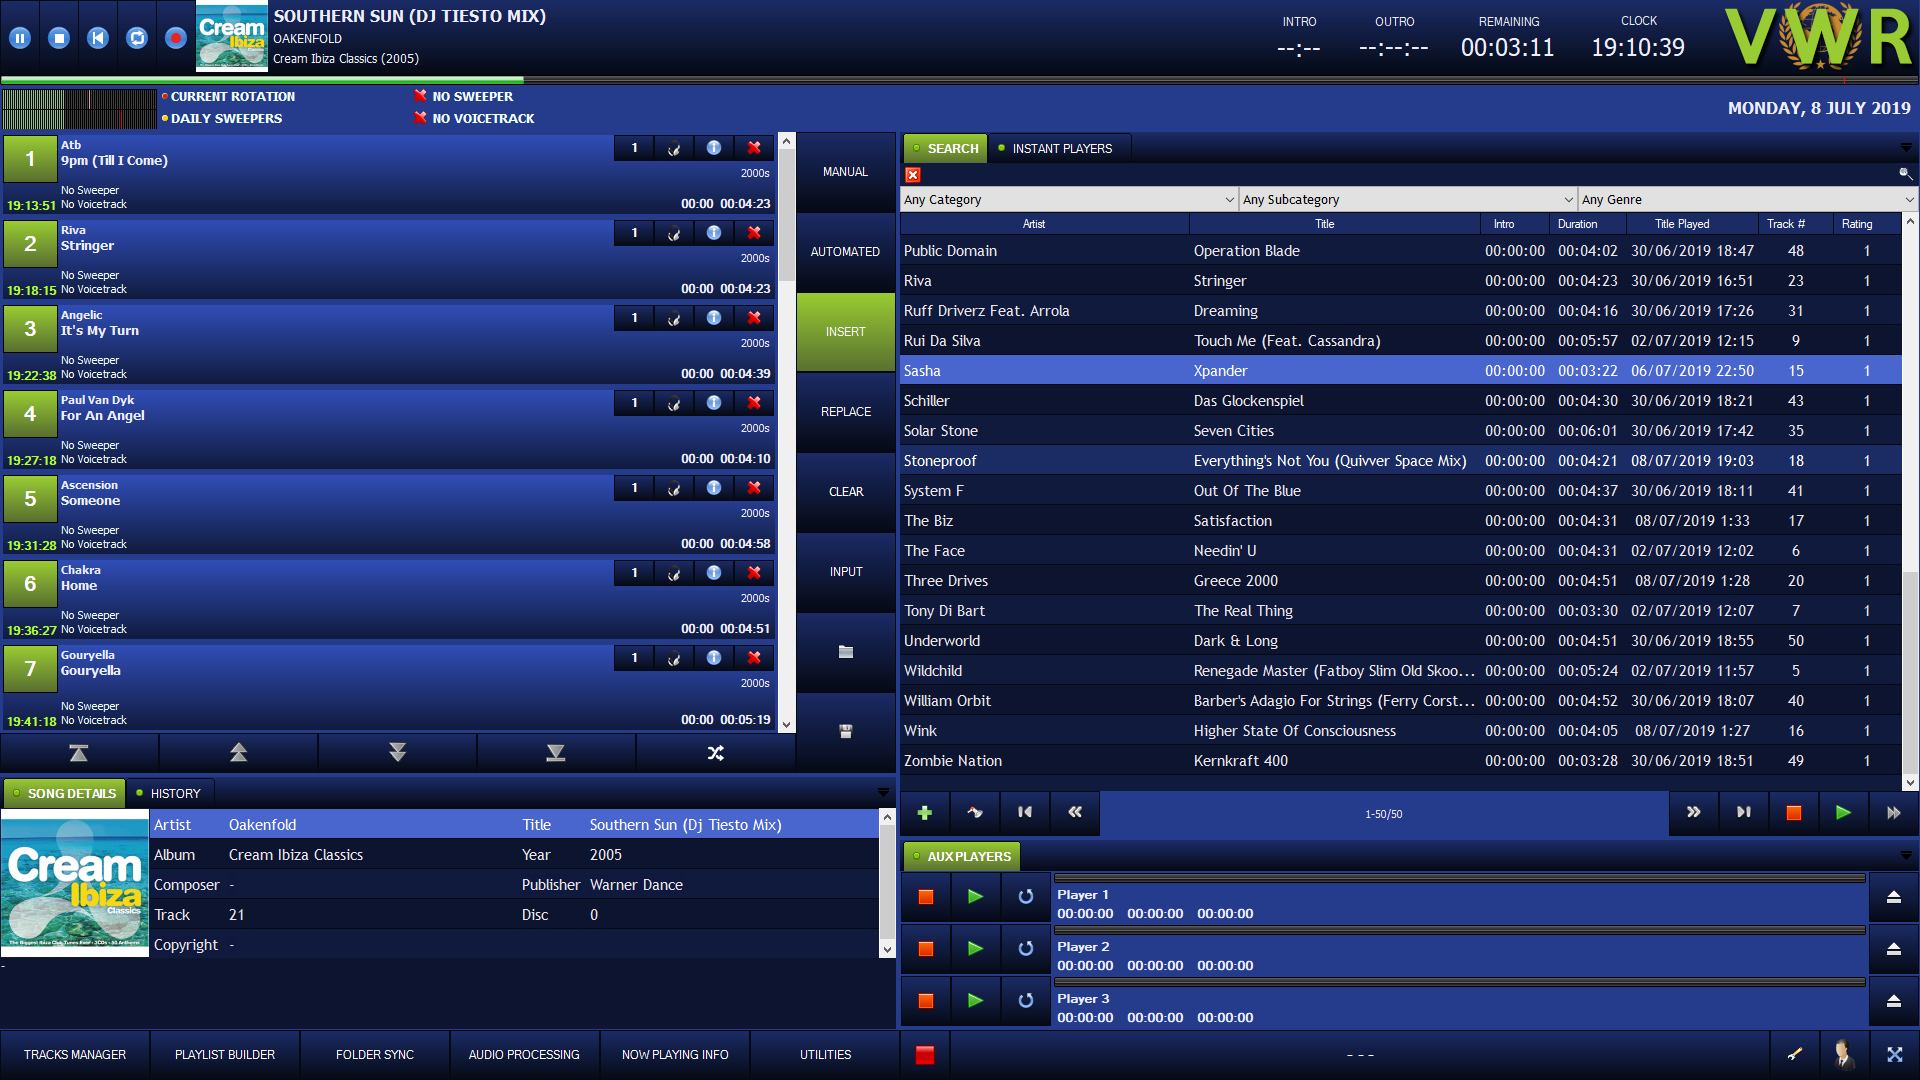 SOUTHERN SUN (DJ TIESTO MIX)
OAKENFOLD
Cream Ibiza Classics (2005)
Cream
Ibiza
Classics
INTRO
--:--
OUTRO
--:--:--
REMAINING
00:03:11
CLOCK
19:10:39
VWR
CURRENT ROTATION
NO SWEEPER
DAILY SWEEPERS
NO VOICETRACK
MONDAY, 8 JULY 2019
1 Atb 1
9pm (Till I Come)
2000s
No Sweeper
19:13:51 No Voicetrack 00:00 00:04:23
2 Riva 1
Stringer
2000s
No Sweeper
19:18:15 No Voicetrack 00:00 00:04:23
3 Angelic 1
It's My Turn
2000s
No Sweeper
19:22:38 No Voicetrack 00:00 00:04:39
4 Paul Van Dyk 1
For An Angel
2000s
No Sweeper
19:27:18 No Voicetrack 00:00 00:04:10
5 Ascension 1
Someone
2000s
No Sweeper
19:31:28 No Voicetrack 00:00 00:04:58
6 Chakra 1
Home
2000s
No Sweeper
19:36:27 No Voicetrack 00:00 00:04:51
7 Gouryella 1
Gouryella
2000s
No Sweeper
19:41:18 No Voicetrack 00:00 00:05:19
MANUAL
AUTOMATED
INSERT
REPLACE
CLEAR
INPUT
SEARCH INSTANT PLAYERS
Any Category Any Subcategory Any Genre
Artist Title Intro Duration Title Played Track # Rating
Public Domain Operation Blade 00:00:00 00:04:02 30/06/2019 18:47 48 1
Riva Stringer 00:00:00 00:04:23 30/06/2019 16:51 23 1
Ruff Driverz Feat. Arrola Dreaming 00:00:00 00:04:16 30/06/2019 17:26 31 1
Rui Da Silva Touch Me (Feat. Cassandra) 00:00:00 00:05:57 02/07/2019 12:15 9 1
Sasha Xpander 00:00:00 00:03:22 06/07/2019 22:50 15 1
Schiller Das Glockenspiel 00:00:00 00:04:30 30/06/2019 18:21 43 1
Solar Stone Seven Cities 00:00:00 00:06:01 30/06/2019 17:42 35 1
Stoneproof Everything's Not You (Quivver Space Mix) 00:00:00 00:04:21 08/07/2019 19:03 18 1
System F Out Of The Blue 00:00:00 00:04:37 30/06/2019 18:11 41 1
The Biz Satisfaction 00:00:00 00:04:31 08/07/2019 1:33 17 1
The Face Needin' U 00:00:00 00:04:31 02/07/2019 12:02 6 1
Three Drives Greece 2000 00:00:00 00:04:51 08/07/2019 1:28 20 1
Tony Di Bart The Real Thing 00:00:00 00:03:30 02/07/2019 12:07 7 1
Underworld Dark & Long 00:00:00 00:04:51 30/06/2019 18:55 50 1
Wildchild Renegade Master (Fatboy Slim Old Skoo... 00:00:00 00:05:24 02/07/2019 11:57 5 1
William Orbit Barber's Adagio For Strings (Ferry Corst... 00:00:00 00:04:52 30/06/2019 18:07 40 1
Wink Higher State Of Consciousness 00:00:00 00:04:05 08/07/2019 1:27 16 1
Zombie Nation Kernkraft 400 00:00:00 00:03:28 30/06/2019 18:51 49 1
1-50/50
SONG DETAILS HISTORY
Cream
Ibiza
Classics
The Biggest Ibiza Club Tunes Ever • 3CDs • 50 Anthems
Artist Oakenfold Title Southern Sun (Dj Tiesto Mix)
Album Cream Ibiza Classics Year 2005
Composer - Publisher Warner Dance
Track 21 Disc 0
Copyright -
-
AUX PLAYERS
Player 1
00:00:00 00:00:00 00:00:00
Player 2
00:00:00 00:00:00 00:00:00
Player 3
00:00:00 00:00:00 00:00:00
TRACKS MANAGER PLAYLIST BUILDER FOLDER SYNC AUDIO PROCESSING NOW PLAYING INFO UTILITIES - - -